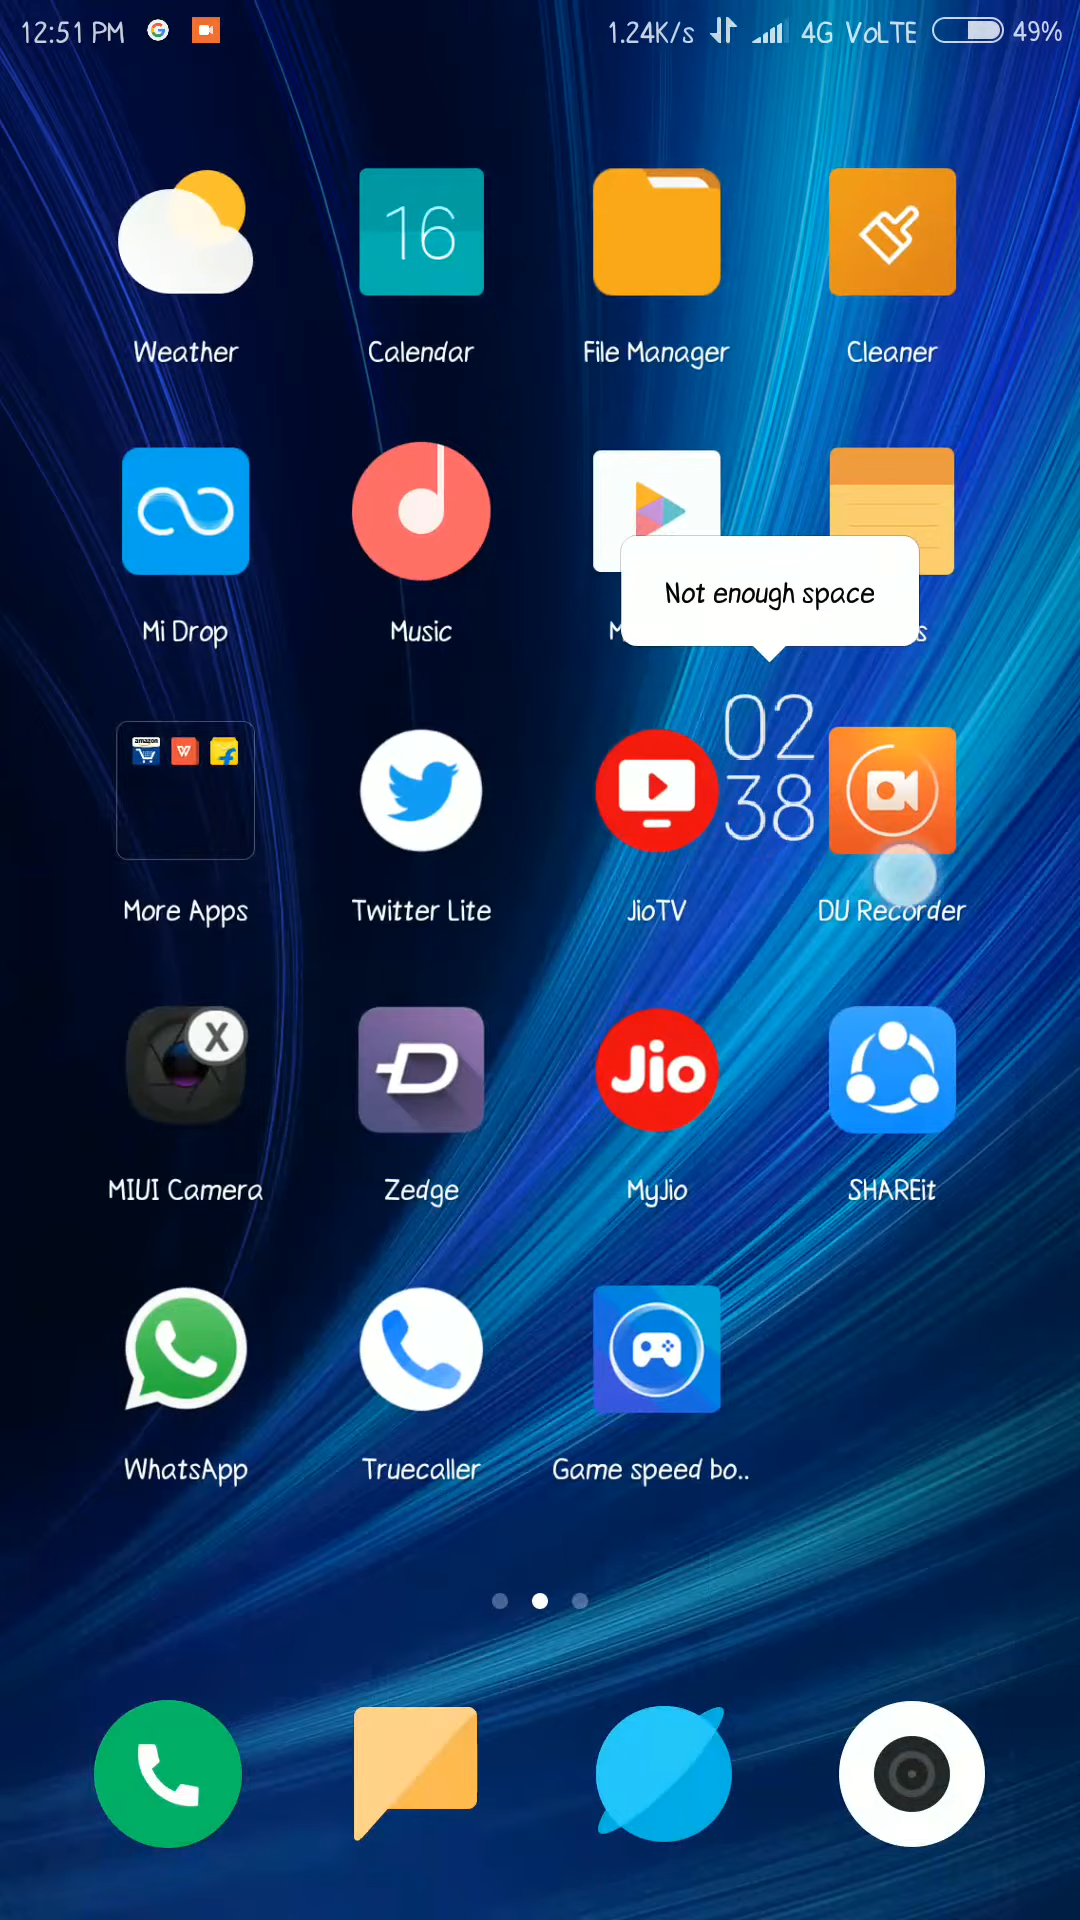 12:51 PM
1.24K/s 4G VoLTE 49%
16
Weather Calendar File Manager Cleaner
Not enough space
Mi Drop Music
02
38
amazon
More Apps Twitter Lite JioTV DU Recorder
X
Jio
MIUI Camera Zedge MyJio SHAREit
WhatsApp Truecaller Game speed bo..